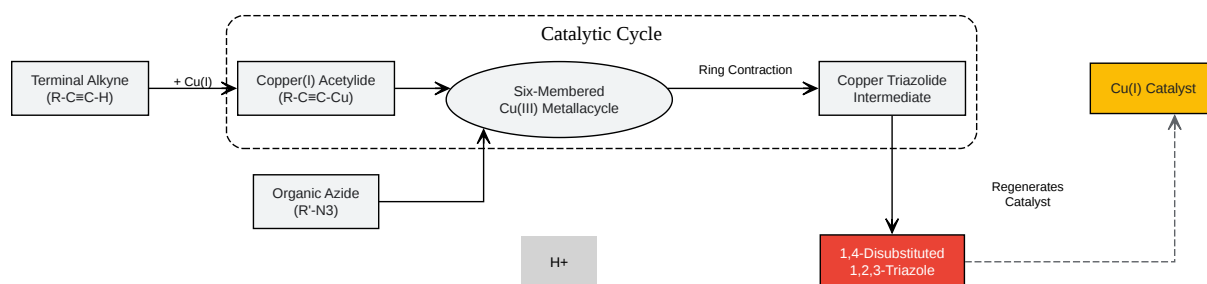 Catalytic Cycle
Terminal Alkyne
(R-C≡C-H)
+ Cu(I)
Copper(I) Acetylide
(R-C≡C-Cu)
Six-Membered
Cu(III) Metallacycle
Ring Contraction
Copper Triazolide
Intermediate
Cu(I) Catalyst
Organic Azide
(R'-N3)
Regenerates
Catalyst
H+
1,4-Disubstituted
1,2,3-Triazole